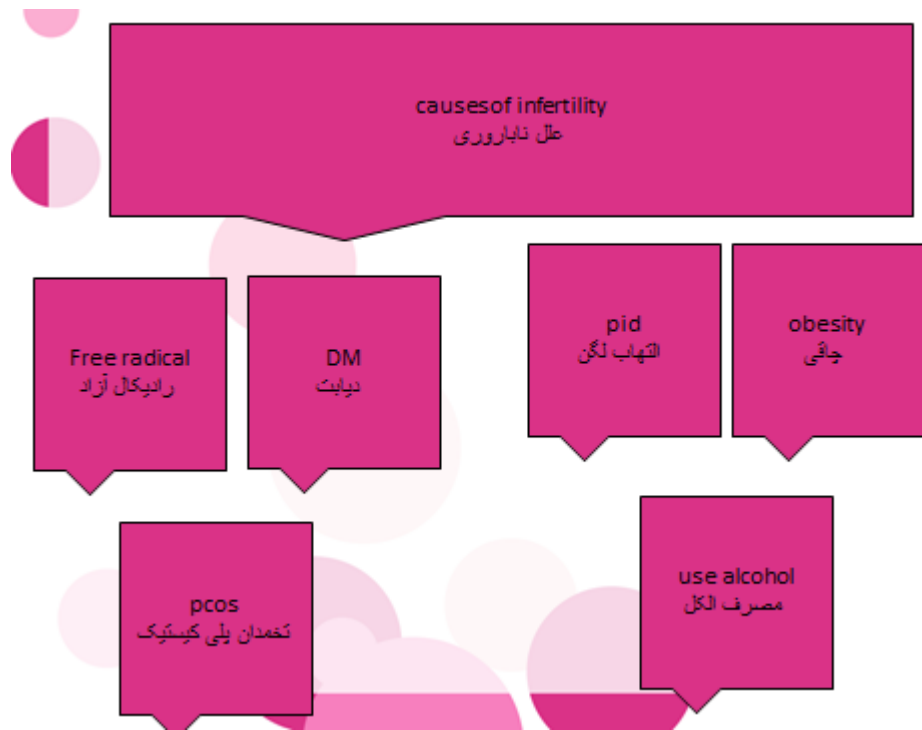 causesof infertility
علل ناباروری
Free radical
رادیکال آزاد
DM
دیابت
pid
التهاب لگن
obesity
چاقی
pcos
تخمدان پلی کیستیک
use alcohol
مصرف الکل